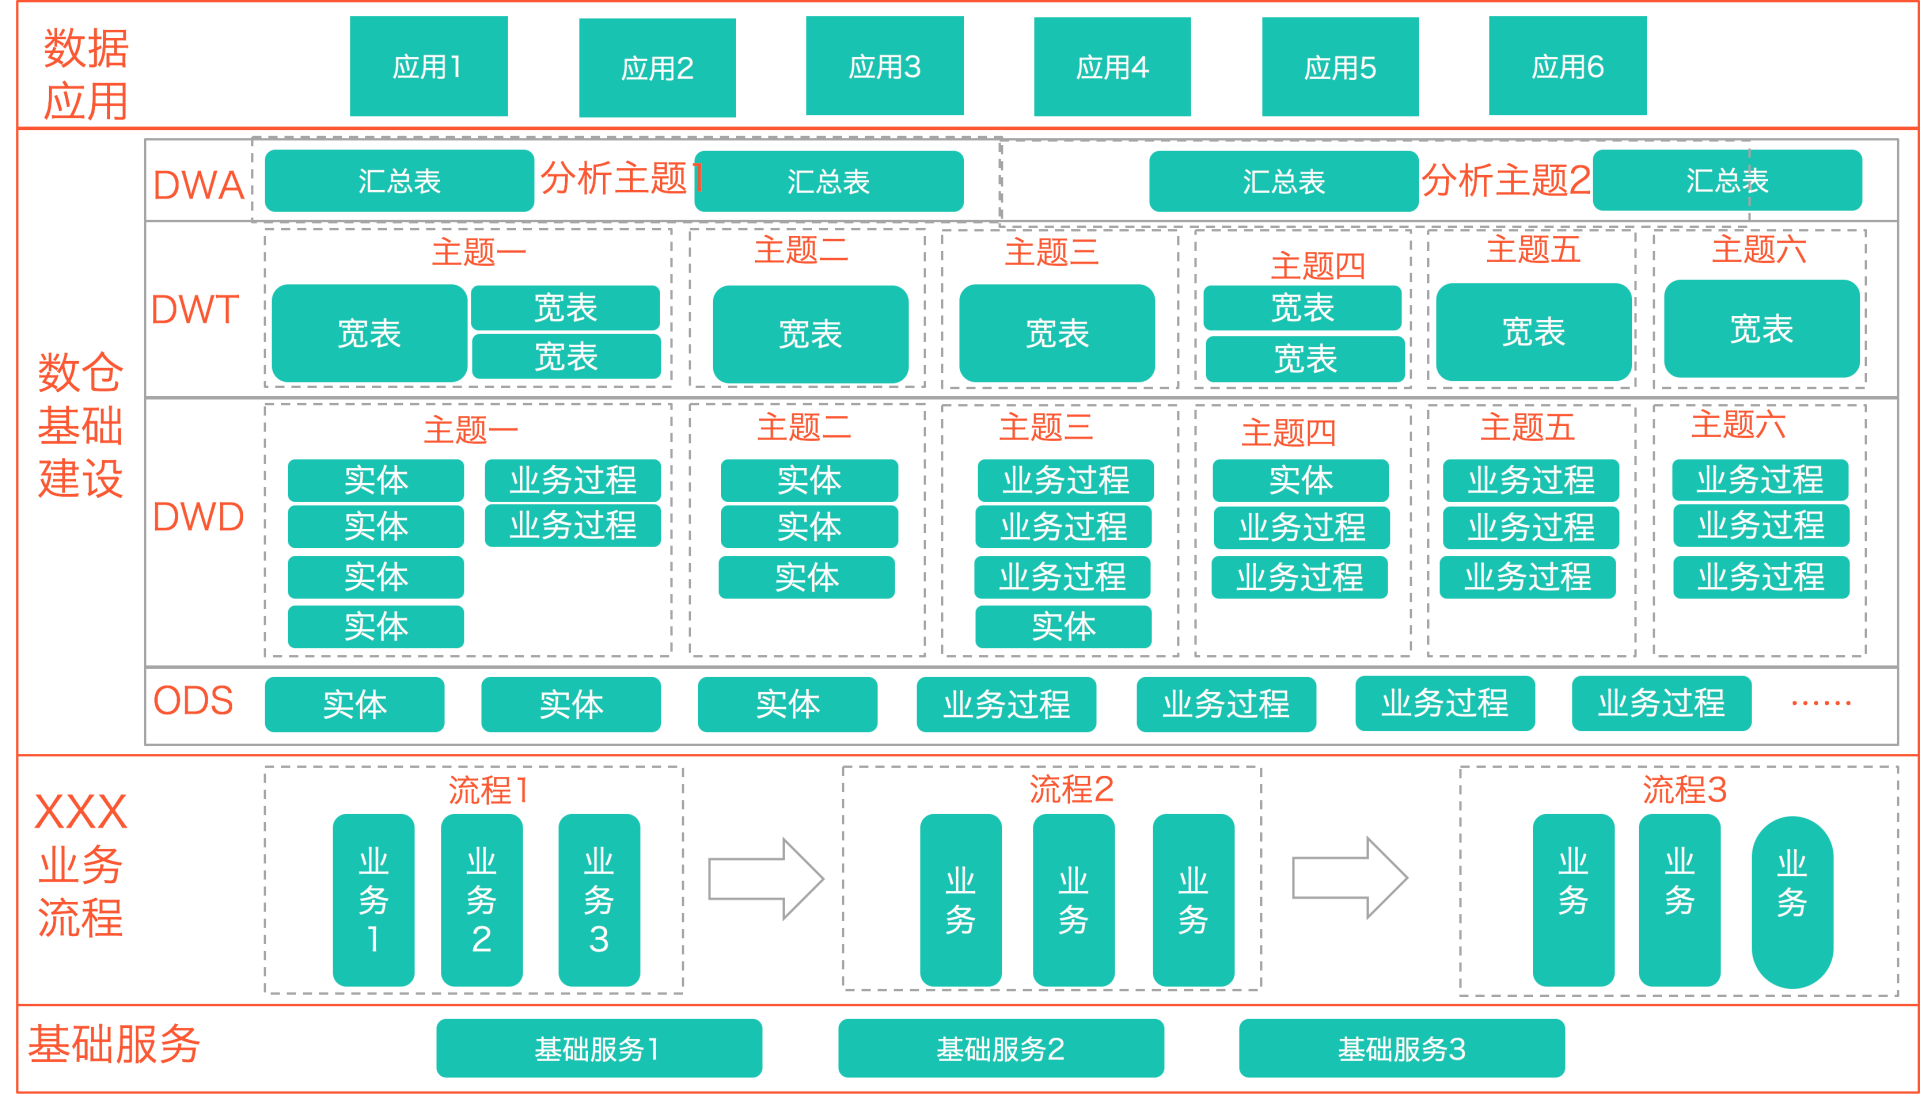 数据
应用
应用1
应用2
应用3
应用4
应用5
应用6
数仓
基础
建设
DWA
汇总表
分析主题1
汇总表
汇总表
分析主题2
汇总表
DWT
主题一
宽表
宽表
宽表
主题二
宽表
主题三
宽表
主题四
宽表
宽表
主题五
宽表
主题六
宽表
DWD
主题一
实体
实体
实体
实体
业务过程
业务过程
主题二
实体
实体
实体
主题三
业务过程
业务过程
业务过程
实体
主题四
实体
业务过程
业务过程
主题五
业务过程
业务过程
业务过程
主题六
业务过程
业务过程
业务过程
ODS
实体
实体
实体
业务过程
业务过程
业务过程
业务过程
……
XXX
业务
流程
流程1
业
务
1
业
务
2
业
务
3
流程2
业
务
业
务
业
务
流程3
业
务
业
务
业
务
基础服务
基础服务1
基础服务2
基础服务3